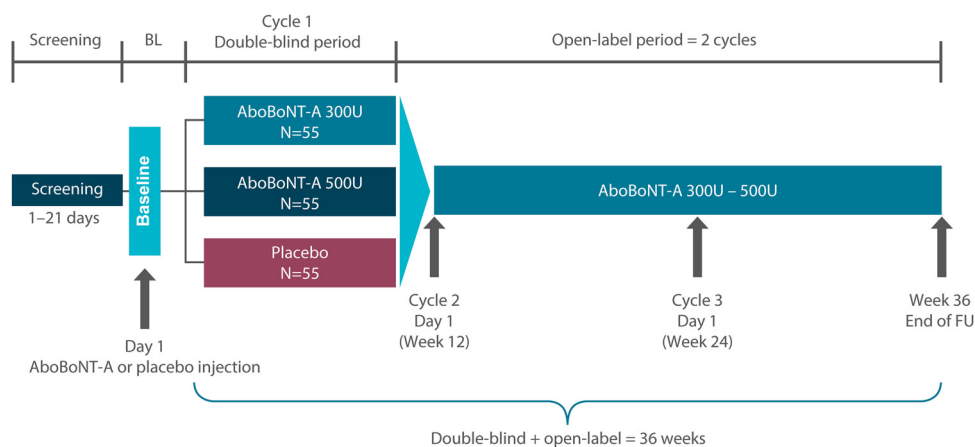 Screening
BL
Cycle 1
Double-blind period
Open-label period = 2 cycles
Screening
1–21 days
Baseline
AboBoNT-A 300U
N=55
AboBoNT-A 500U
N=55
Placebo
N=55
AboBoNT-A 300U – 500U
Day 1
AboBoNT-A or placebo injection
Cycle 2
Day 1
(Week 12)
Cycle 3
Day 1
(Week 24)
Week 36
End of FU
Double-blind + open-label = 36 weeks